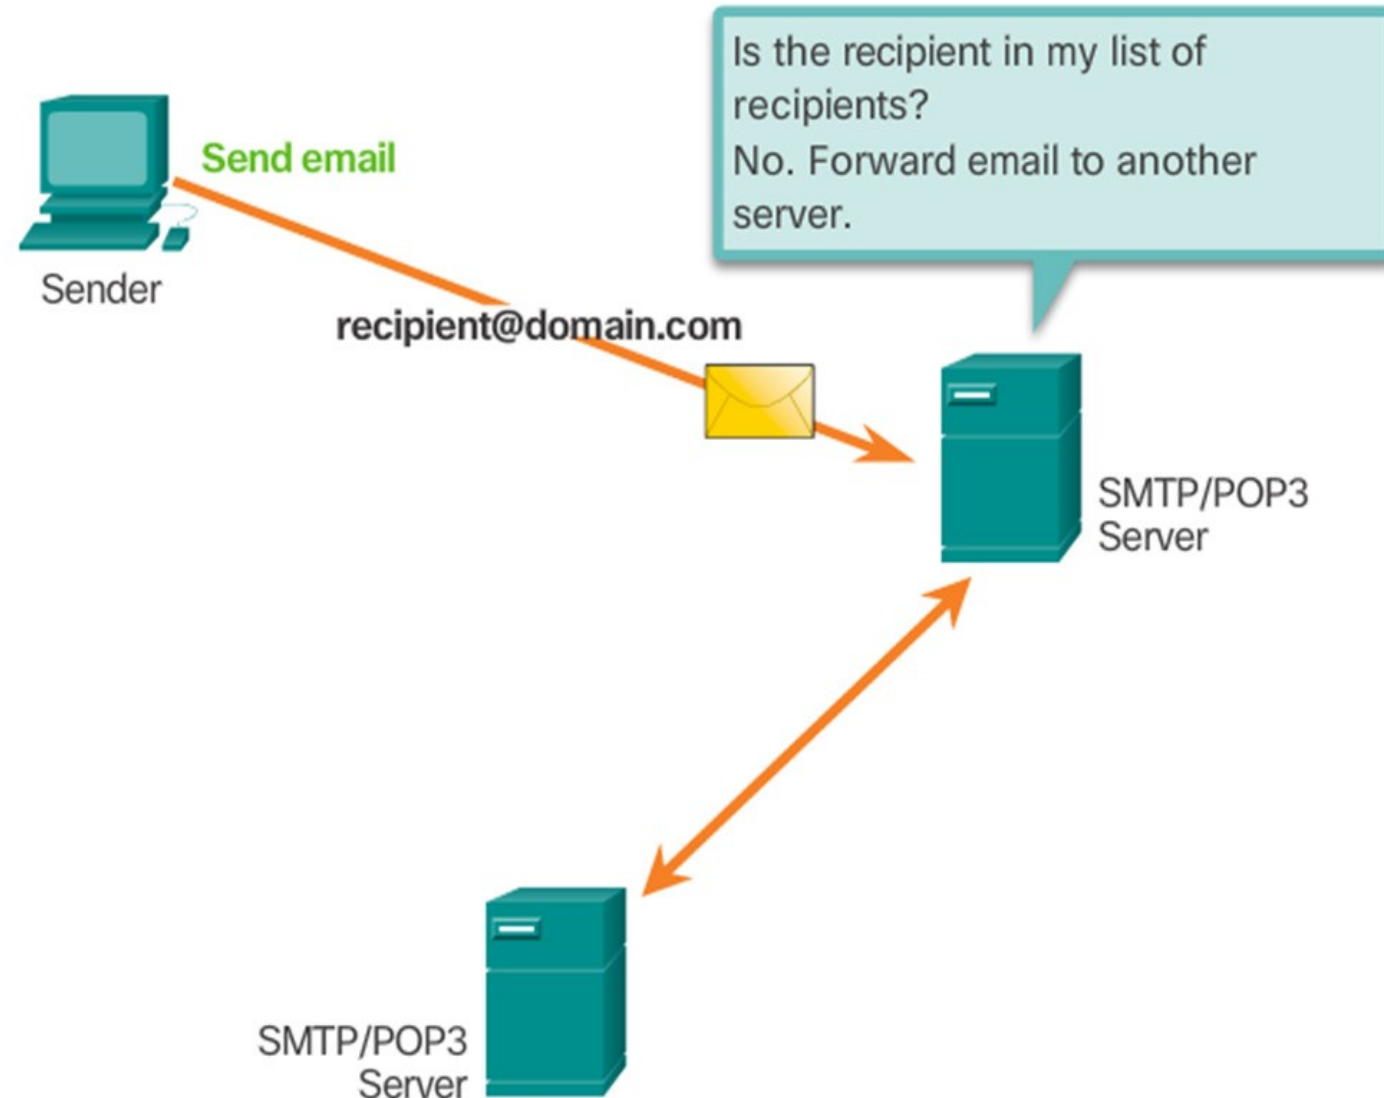 Is the recipient in my list of
recipients?
No. Forward email to another
server.
Send email
Sender
recipient@domain.com
SMTP/POP3
Server
SMTP/POP3
Server